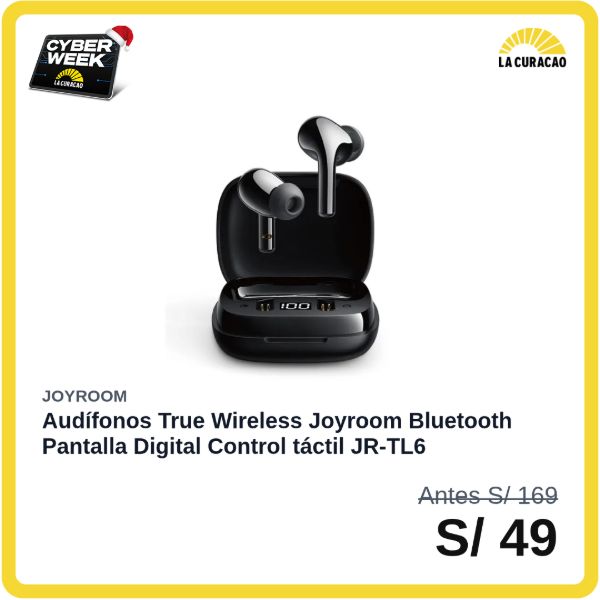 CYBER
WEEK
LA CURACAO
LA CURACAO
100
JOYROOM
Audífonos True Wireless Joyroom Bluetooth
Pantalla Digital Control táctil JR-TL6
Antes S/ 169
S/ 49